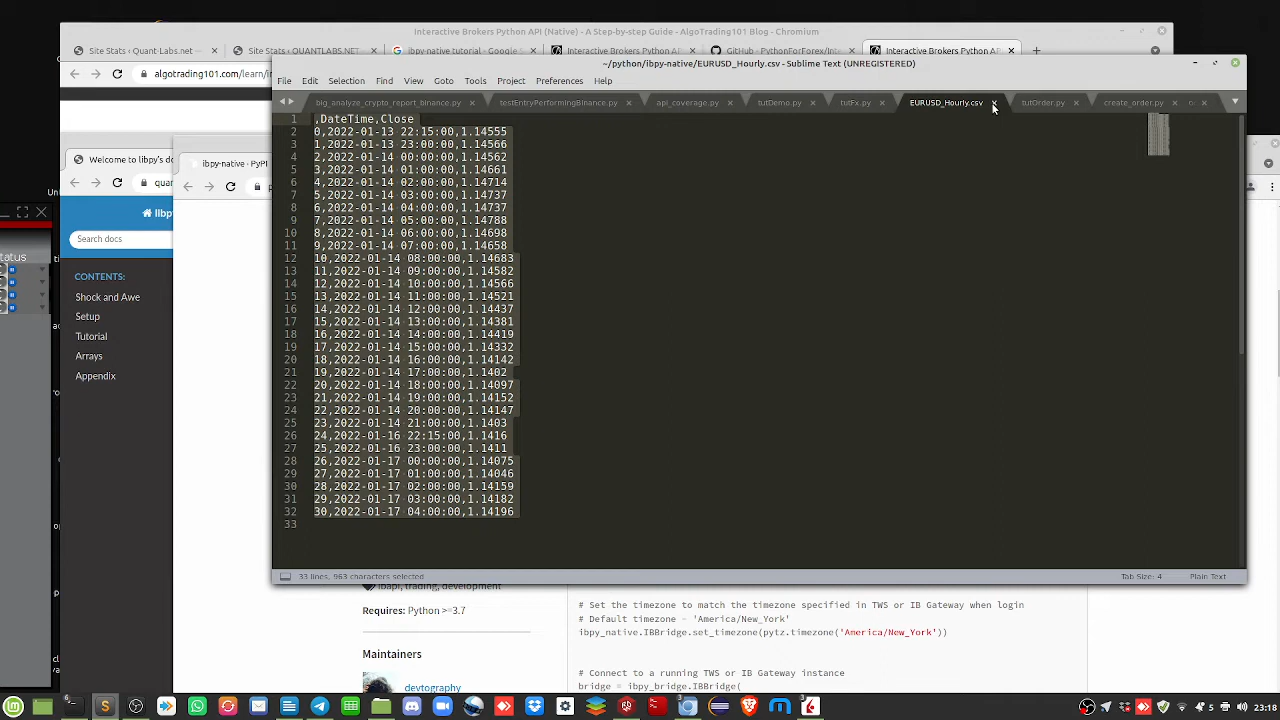 Interactive Brokers Python API (Native) - A Step-by-step Guide - AlgoTrading101 - Chromium
Site Stats ‹ Quant-Labs.net —
Site Stats ‹ QUANTLABS.NET
ibpy-native tutorial - Google S
Interactive Brokers Python AP
GitHub - PythonForForex/Inter
Interactive Brokers Python AP
algotrading101.com/learn/in
~/python/ibpy-native/EURUSD_Hourly.csv - Sublime Text (UNREGISTERED)
File Edit Selection Find View Goto Tools Project Preferences Help
big_analyze_crypto_report_binance.py
testEntryPerformingBinance.py
api_coverage.py
tutDemo.py
tutFx.py
EURUSD_Hourly.csv
tutOrder.py
create_order.py
1 ,DateTime,Close
2 0,2022-01-13 22:15:00,1.14555
3 1,2022-01-13 23:00:00,1.14566
4 2,2022-01-14 00:00:00,1.14562
5 3,2022-01-14 01:00:00,1.14661
6 4,2022-01-14 02:00:00,1.14714
7 5,2022-01-14 03:00:00,1.14737
8 6,2022-01-14 04:00:00,1.14737
9 7,2022-01-14 05:00:00,1.14788
10 8,2022-01-14 06:00:00,1.14698
11 9,2022-01-14 07:00:00,1.14658
12 10,2022-01-14 08:00:00,1.14683
13 11,2022-01-14 09:00:00,1.14582
14 12,2022-01-14 10:00:00,1.14566
15 13,2022-01-14 11:00:00,1.14521
16 14,2022-01-14 12:00:00,1.14437
17 15,2022-01-14 13:00:00,1.14381
18 16,2022-01-14 14:00:00,1.14419
19 17,2022-01-14 15:00:00,1.14332
20 18,2022-01-14 16:00:00,1.14142
21 19,2022-01-14 17:00:00,1.1402
22 20,2022-01-14 18:00:00,1.14097
23 21,2022-01-14 19:00:00,1.14152
24 22,2022-01-14 20:00:00,1.14147
25 23,2022-01-14 21:00:00,1.1403
26 24,2022-01-16 22:15:00,1.1416
27 25,2022-01-16 23:00:00,1.1411
28 26,2022-01-17 00:00:00,1.14075
29 27,2022-01-17 01:00:00,1.14046
30 28,2022-01-17 02:00:00,1.14159
31 29,2022-01-17 03:00:00,1.14182
32 30,2022-01-17 04:00:00,1.14196
33
33 lines, 963 characters selected
Tab Size: 4
Plain Text
Welcome to libpy's do
ibpy-native · PyPI
quan
libpy
Search docs
CONTENTS:
Shock and Awe
Setup
Tutorial
Arrays
Appendix
tatus
ibapi, trading, development
Requires: Python >=3.7
Maintainers
devtography
# Set the timezone to match the timezone specified in TWS or IB Gateway when login
# Default timezone - 'America/New_York'
ibpy_native.IBBridge.set_timezone(pytz.timezone('America/New_York'))
# Connect to a running TWS or IB Gateway instance
bridge = ibpy_bridge.IBBridge(
5
23:18